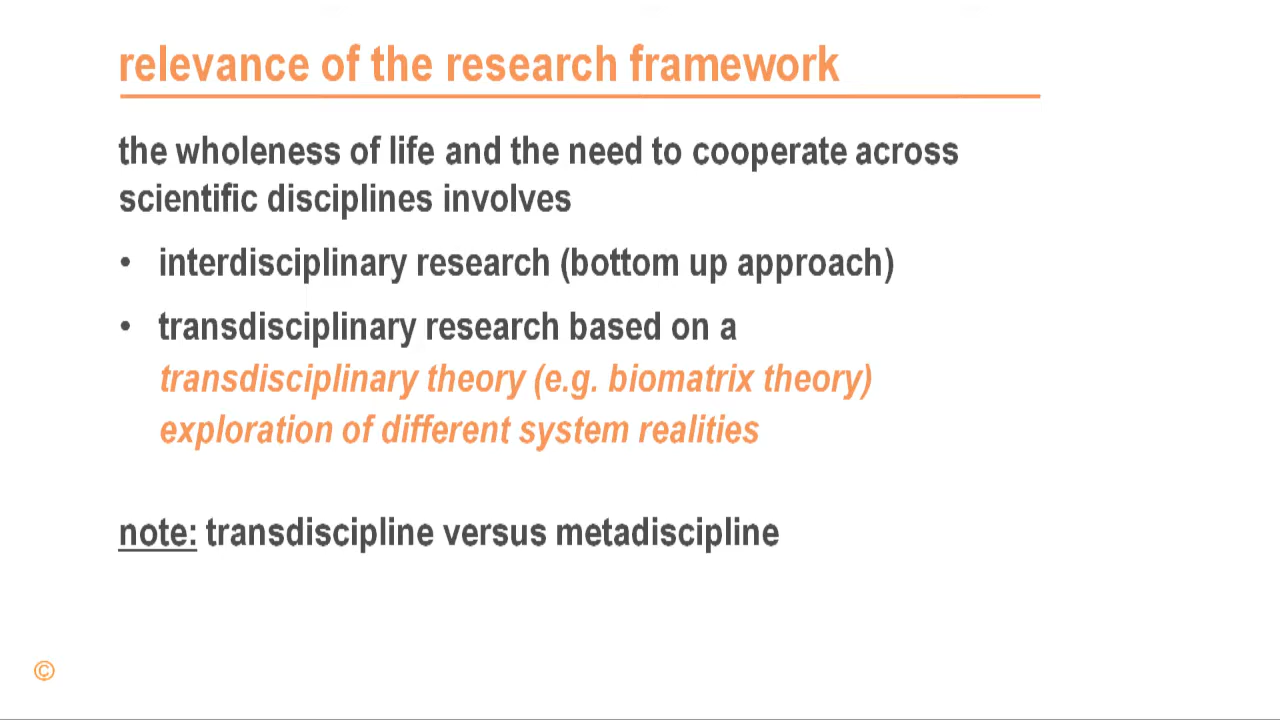 relevance of the research framework
the wholeness of life and the need to cooperate across
scientific disciplines involves
• interdisciplinary research (bottom up approach)
• transdisciplinary research based on a
transdisciplinary theory (e.g. biomatrix theory)
exploration of different system realities
note: transdiscipline versus metadiscipline
©